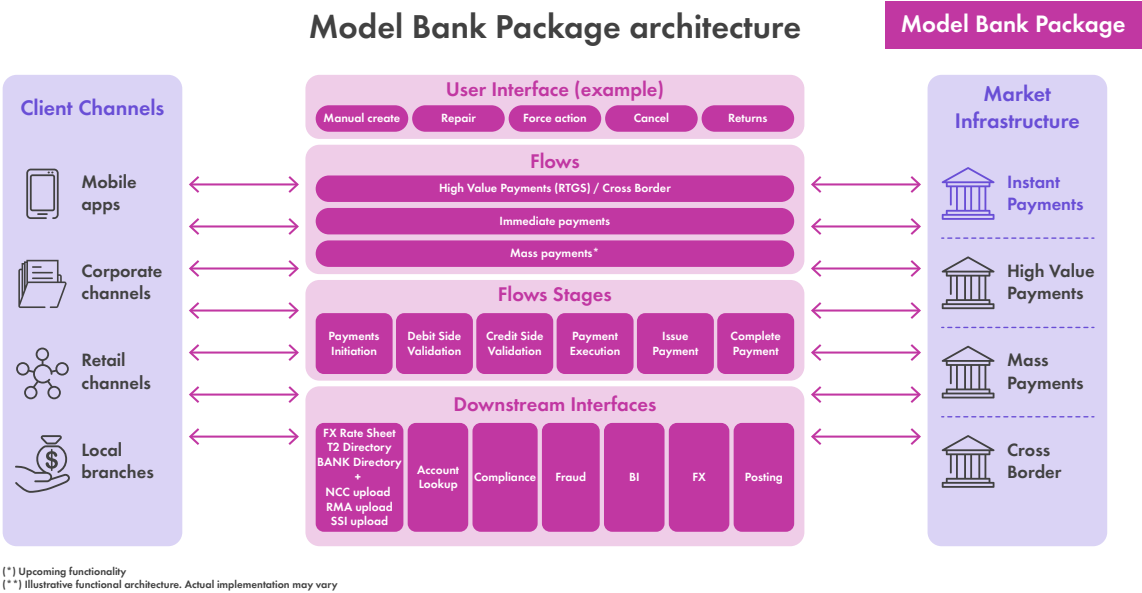 Model Bank Package architecture
Model Bank Package
Client Channels
Mobile
apps
Corporate
channels
Retail
channels
Local
branches
User Interface (example)
Manual create
Repair
Force action
Cancel
Returns
Flows
High Value Payments (RTGS) / Cross Border
Immediate payments
Mass payments*
Flows Stages
Payments
Initiation
Debit Side
Validation
Credit Side
Validation
Payment
Execution
Issue
Payment
Complete
Payment
Downstream Interfaces
FX Rate Sheet
T2 Directory
BANK Directory
+
NCC upload
RMA upload
SSI upload
Account
Lookup
Compliance
Fraud
BI
FX
Posting
Market
Infrastructure
Instant
Payments
High Value
Payments
Mass
Payments
Cross
Border
(*) Upcoming functionality
(**) Illustrative functional architecture. Actual implementation may vary